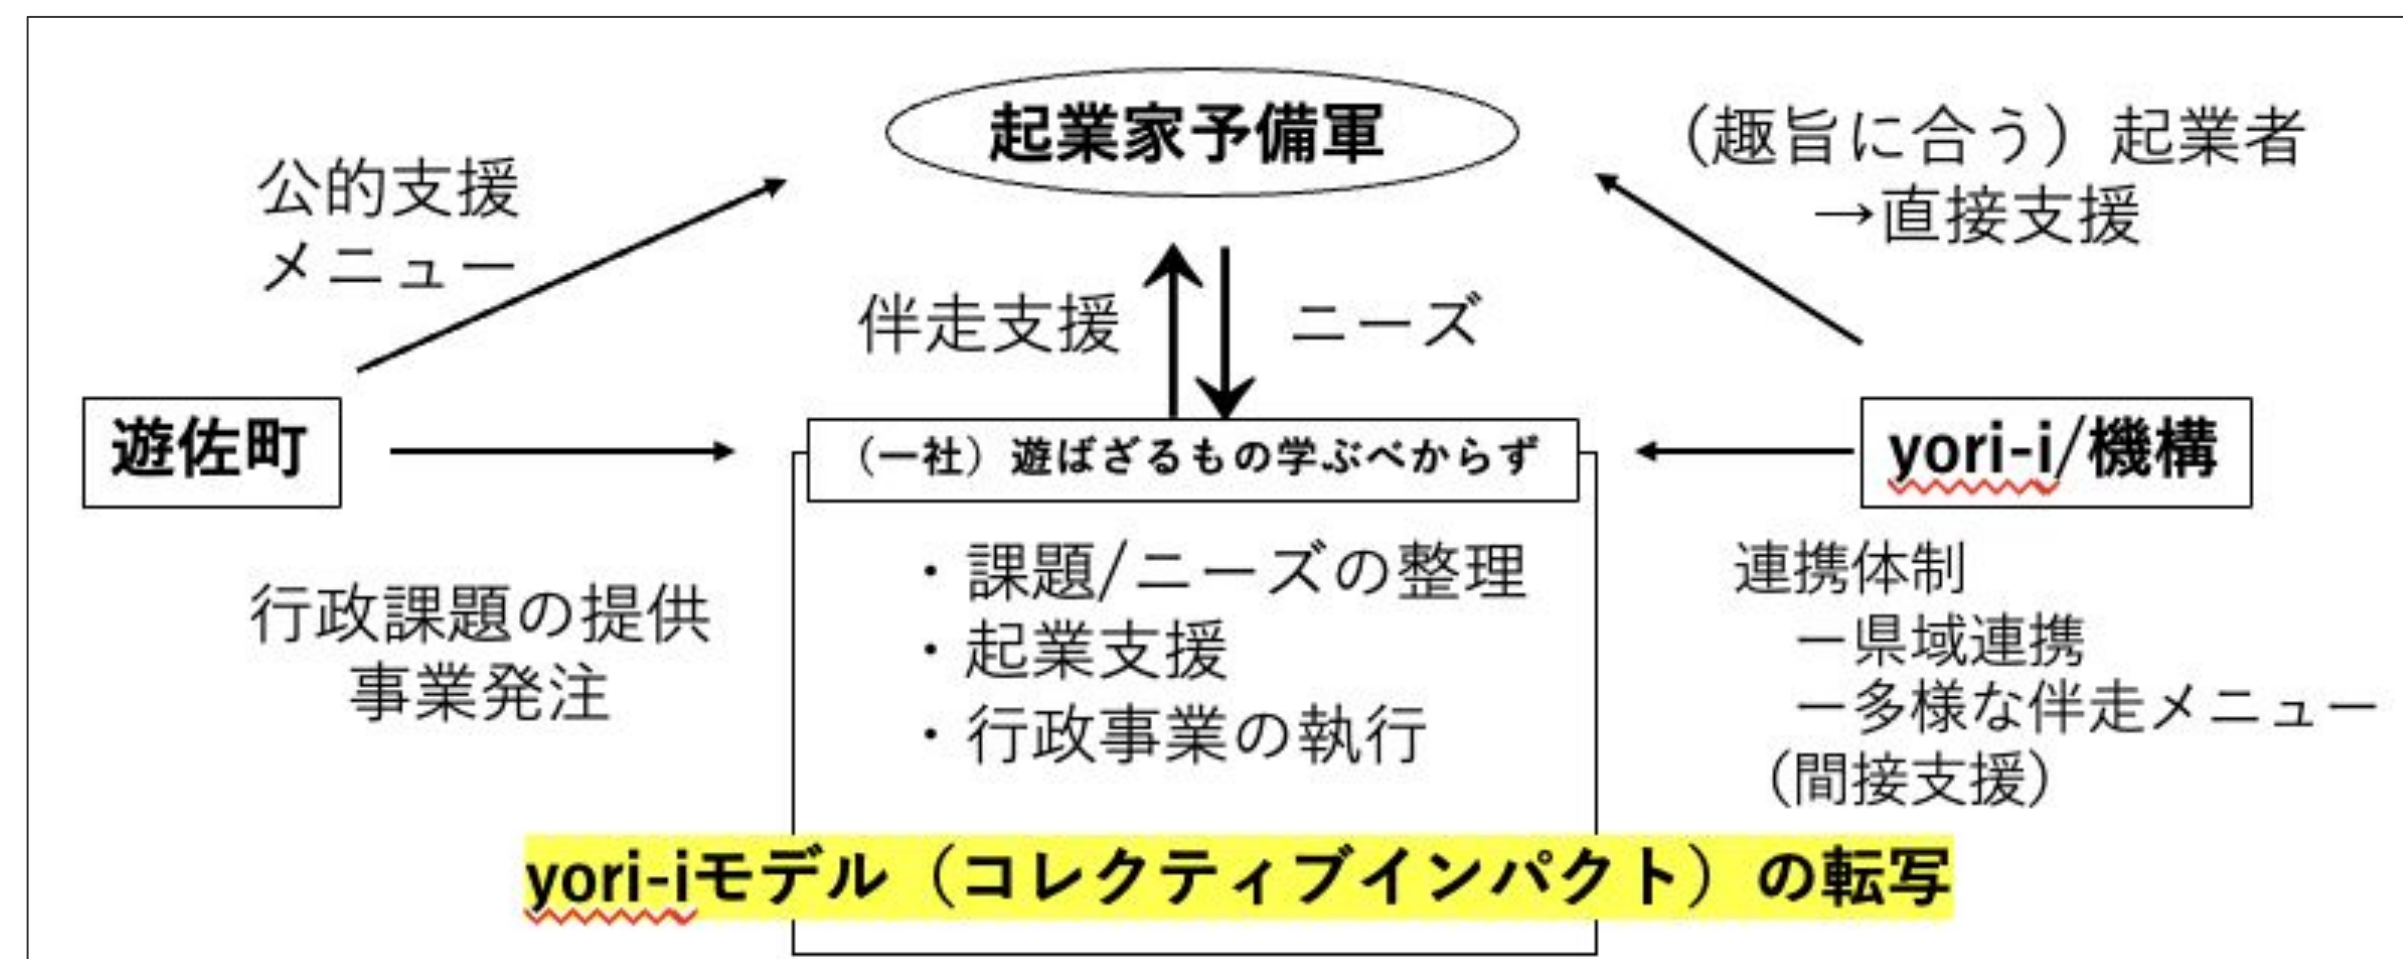 起業家予備軍
公的支援
メニュー
（趣旨に合う）起業者
→直接支援
伴走支援
ニーズ
遊佐町
（一社）遊ばざるもの学ぶべからず
yori-i/機構
行政課題の提供
事業発注
・課題/ニーズの整理
・起業支援
・行政事業の執行
連携体制
ー県域連携
ー多様な伴走メニュー
（間接支援）
yori-iモデル（コレクティブインパクト）の転写